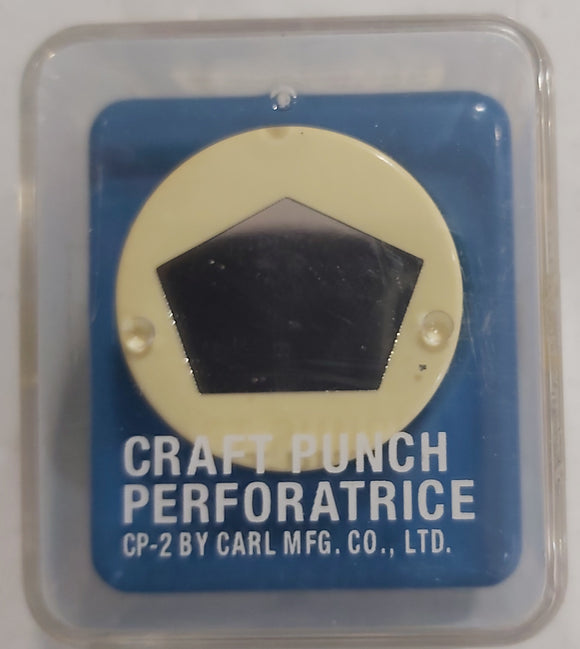 CRAFT PUNCH
PERFORATRICE
CP-2 BY CARL MFG. CO., LTD.